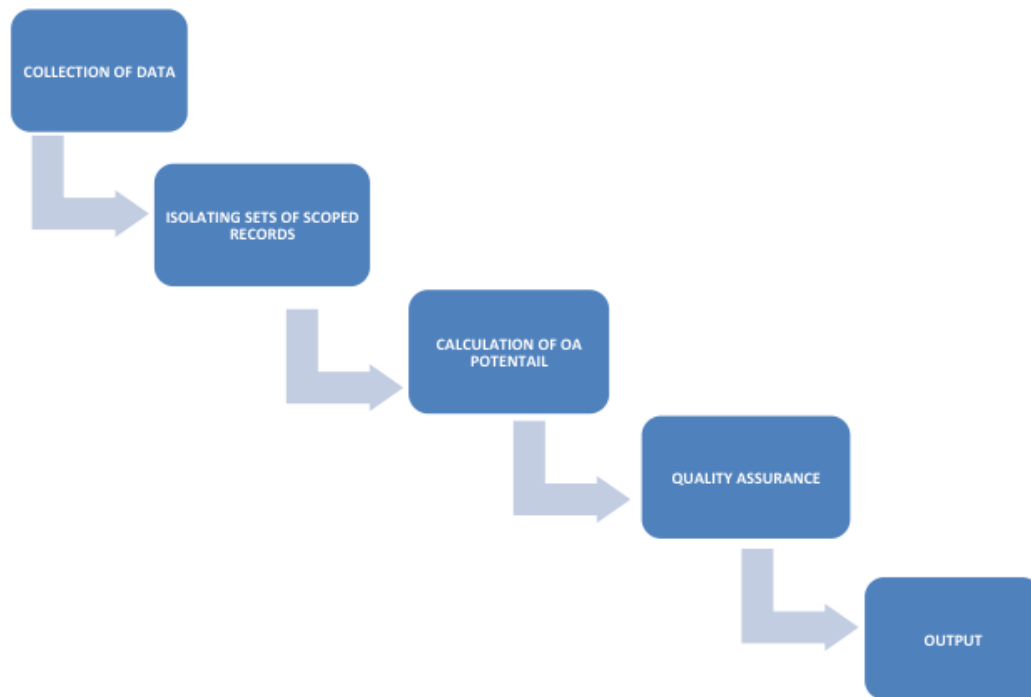 COLLECTION OF DATA
ISOLATING SETS OF SCOPED
RECORDS
CALCULATION OF OA
POTENTAIL
QUALITY ASSURANCE
OUTPUT